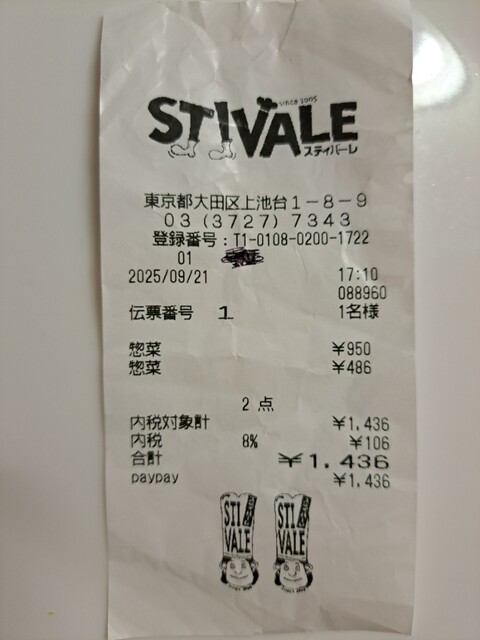 since 2005
STIVALE
スティバーレ
東京都大田区上池台1-8-9
03(3727)7343
登録番号:T1-0108-0200-1722
01
2025/09/21 17:10
088960
伝票番号 1 1名様
惣菜 ¥950
惣菜 ¥486
2点
内税対象計 ¥1,436
内税 8% ¥106
合計 ¥1,436
paypay ¥1,436
STI VALE STI VALE